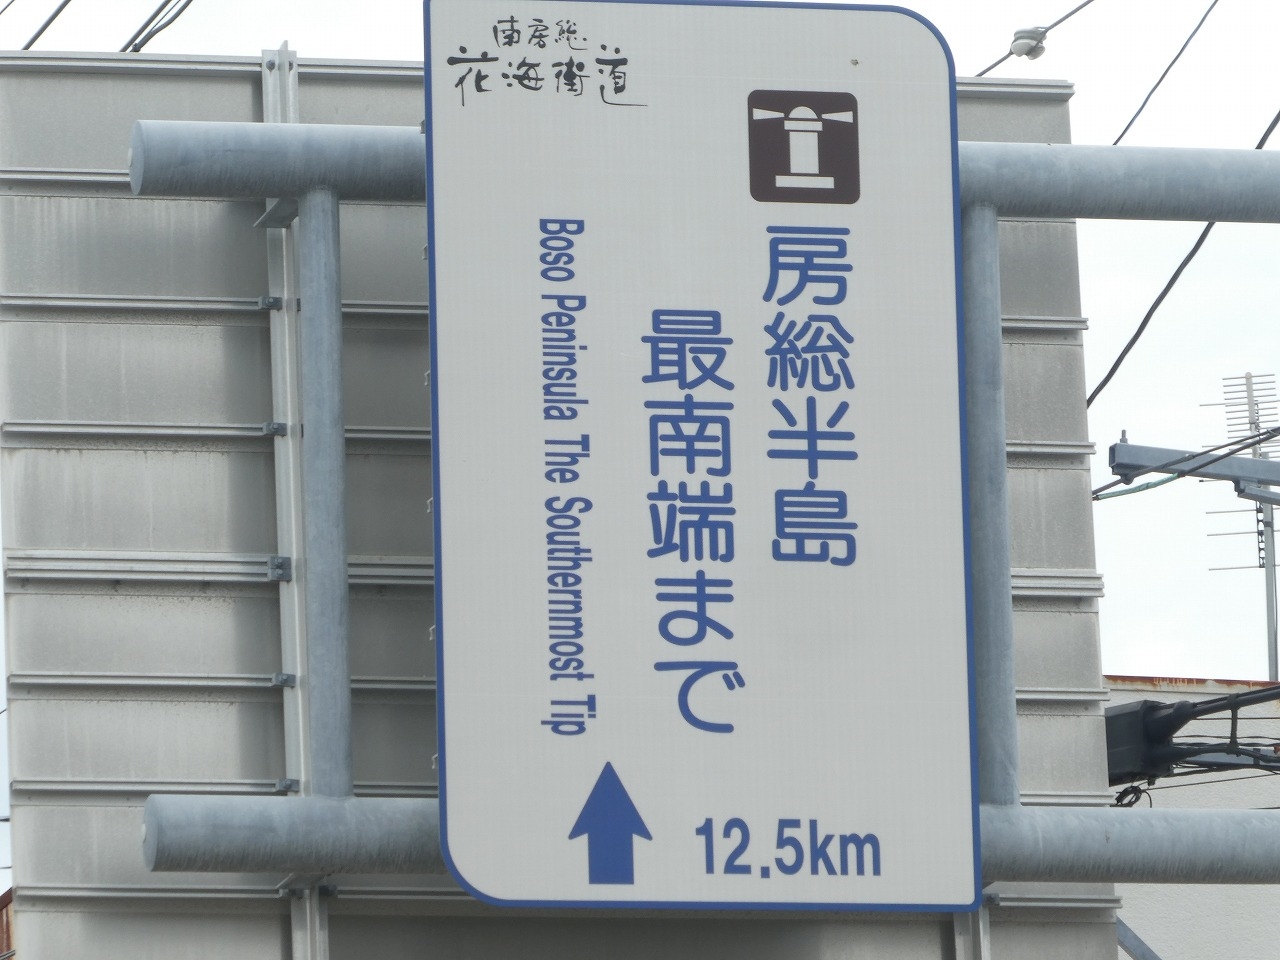 南房総
花海街道
房総半島
最南端まで
Boso Peninsula The Southernmost Tip
12.5km